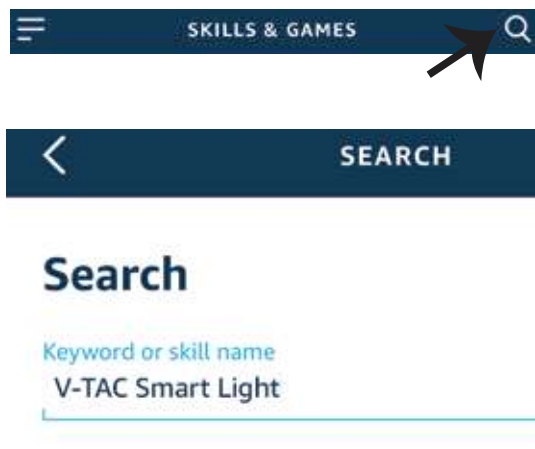 SKILLS & GAMES
SEARCH
Search
Keyword or skill name
V-TAC Smart Light